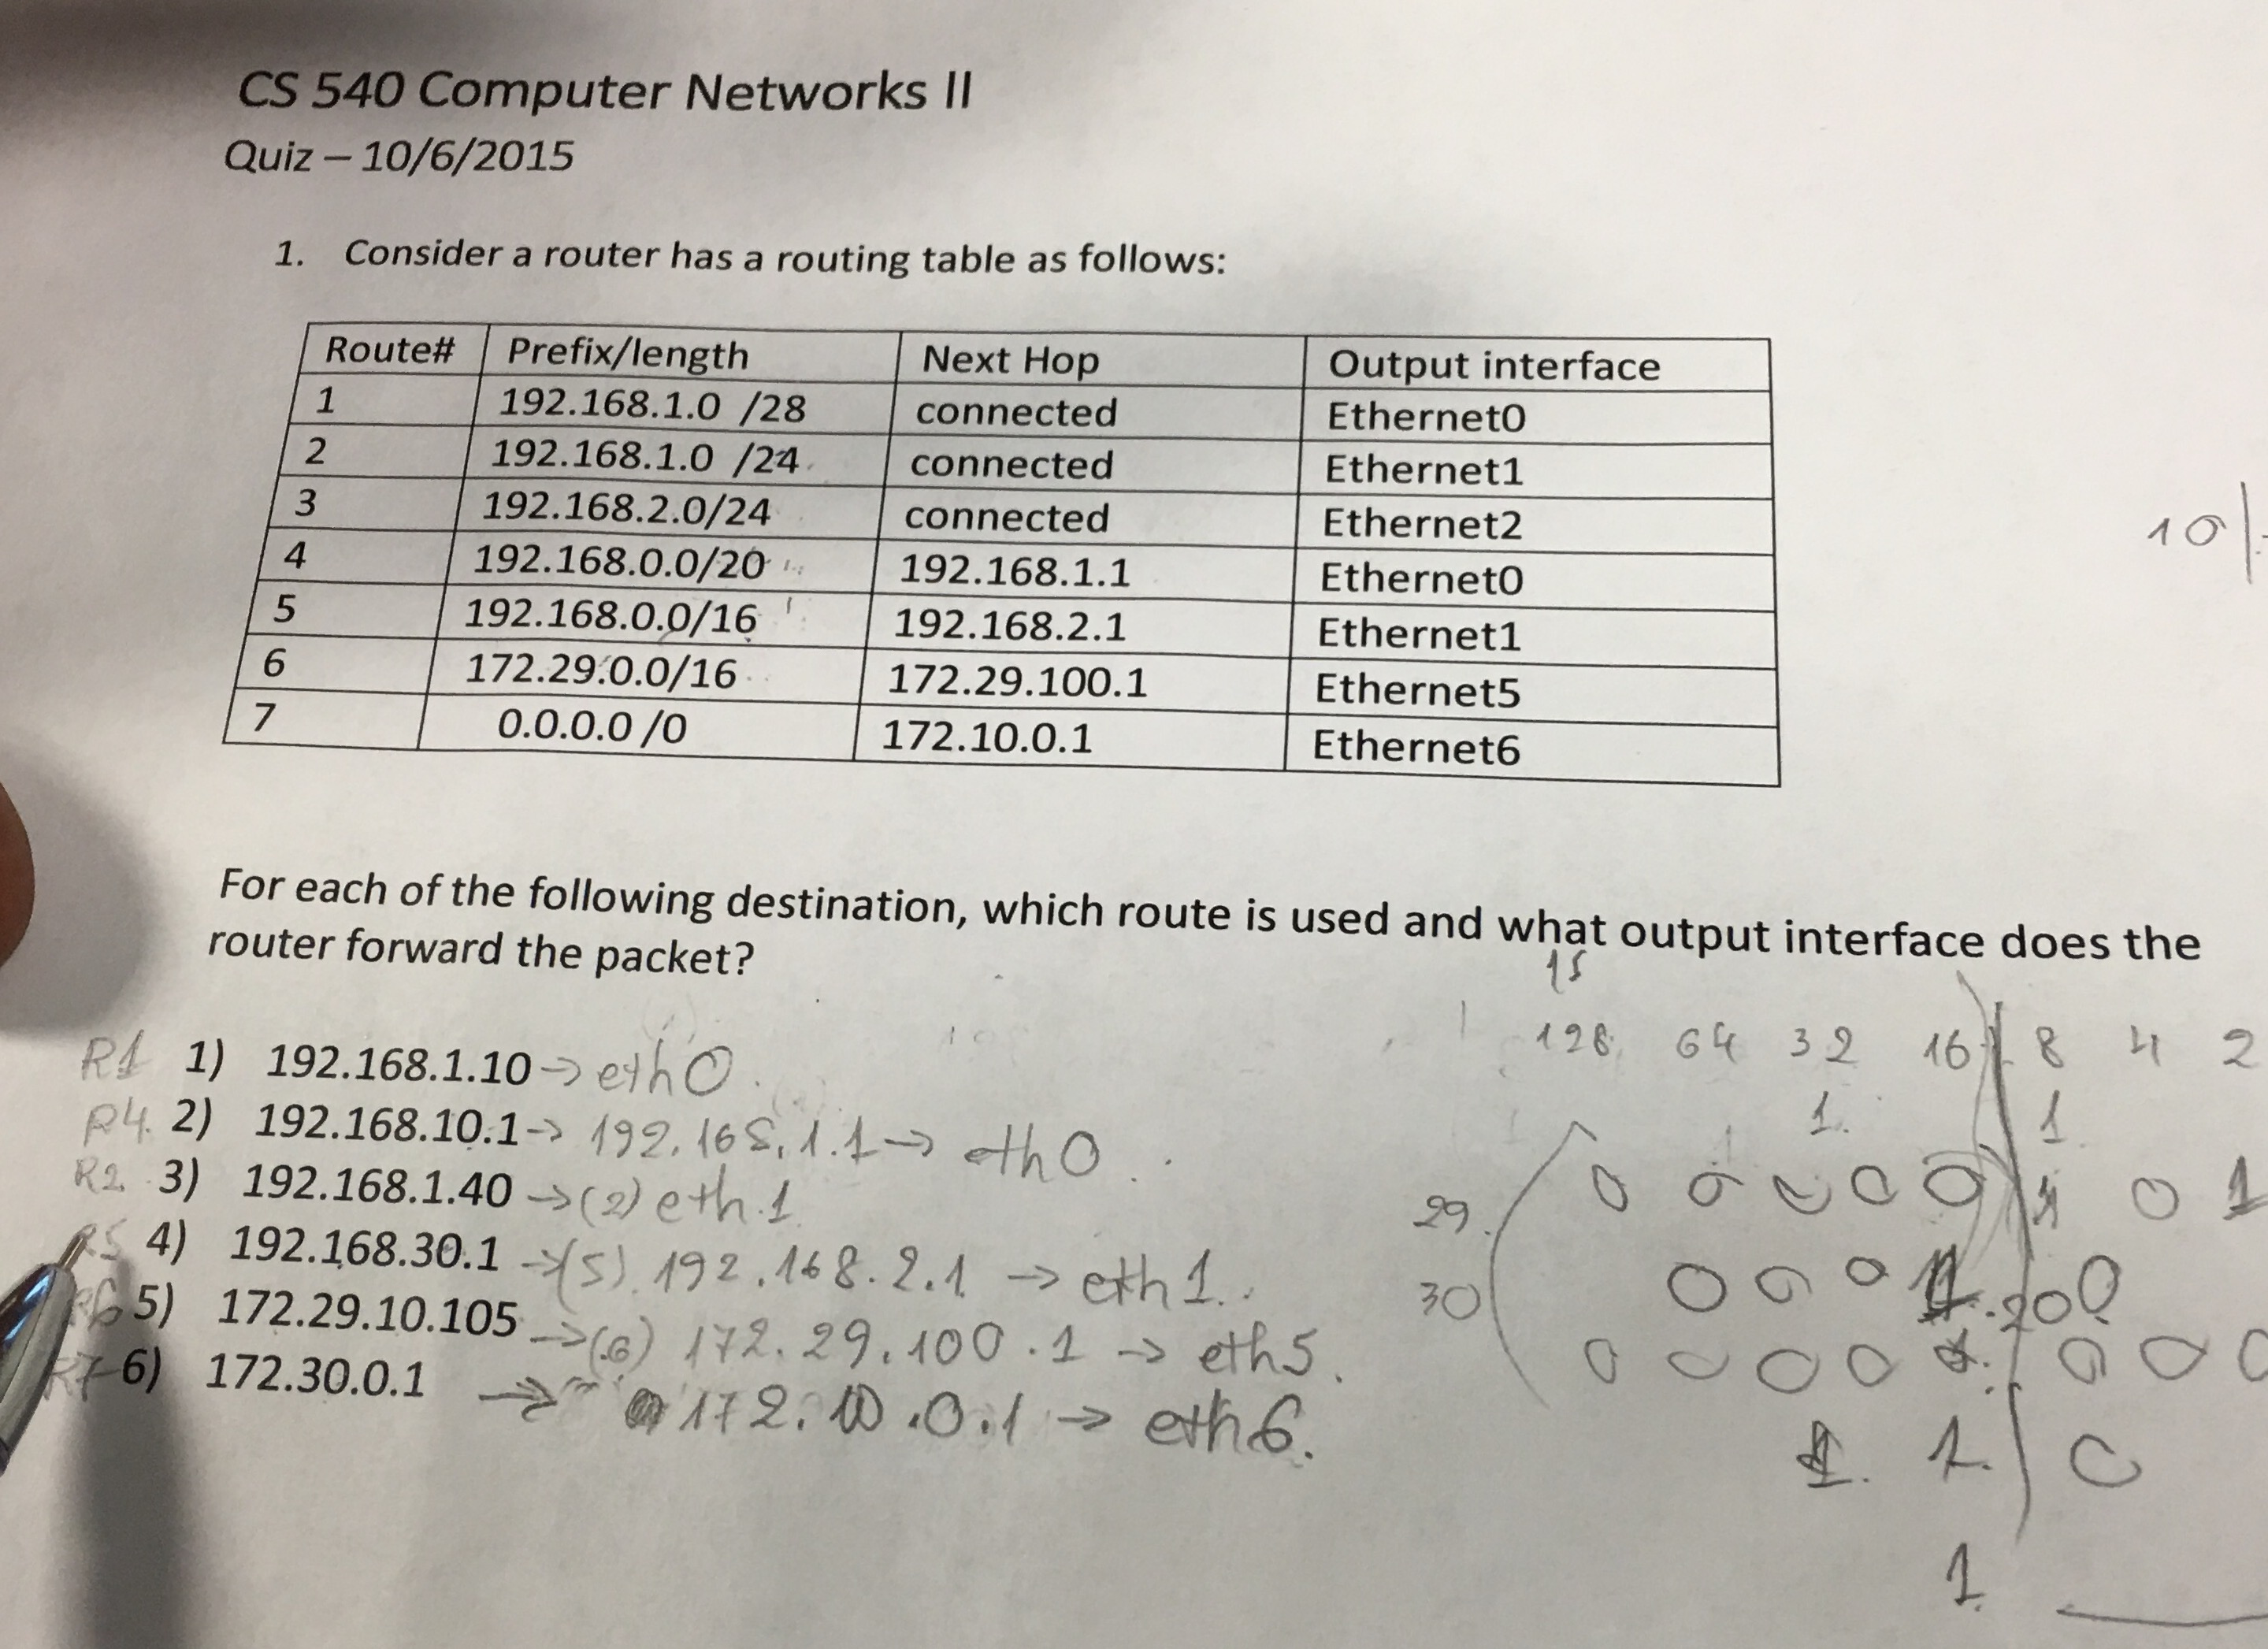 CS 540 Computer Networks II
Quiz – 10/6/2015
1. Consider a router has a routing table as follows:
Route# Prefix/length Next Hop Output interface
1 192.168.1.0 /28 connected Ethernet0
2 192.168.1.0 /24 connected Ethernet1
3 192.168.2.0/24 connected Ethernet2
4 192.168.0.0/20 192.168.1.1 Ethernet0
5 192.168.0.0/16 192.168.2.1 Ethernet1
6 172.29.0.0/16 172.29.100.1 Ethernet5
7 0.0.0.0 /0 172.10.0.1 Ethernet6
10
For each of the following destination, which route is used and what output interface does the
router forward the packet?
15
128 64 32 16 8 4 2
R1 1) 192.168.1.10 → eth0.
1. 1
R4. 2) 192.168.10.1 → 192.168.1.1 → eth0.
R2 3) 192.168.1.40 → (2) eth.1
29. 0 0 0 0 0 1 0 1
R5 4) 192.168.30.1 → (5) 192.168.2.1 → eth1.
30 0 0 0 1 0
R6 5) 172.29.10.105 → (6) 172.29.100.1 → eth5.
0 0 0 0 0 0
R7 6) 172.30.0.1 → 172.10.0.1 → eth6.
1. 1.
1